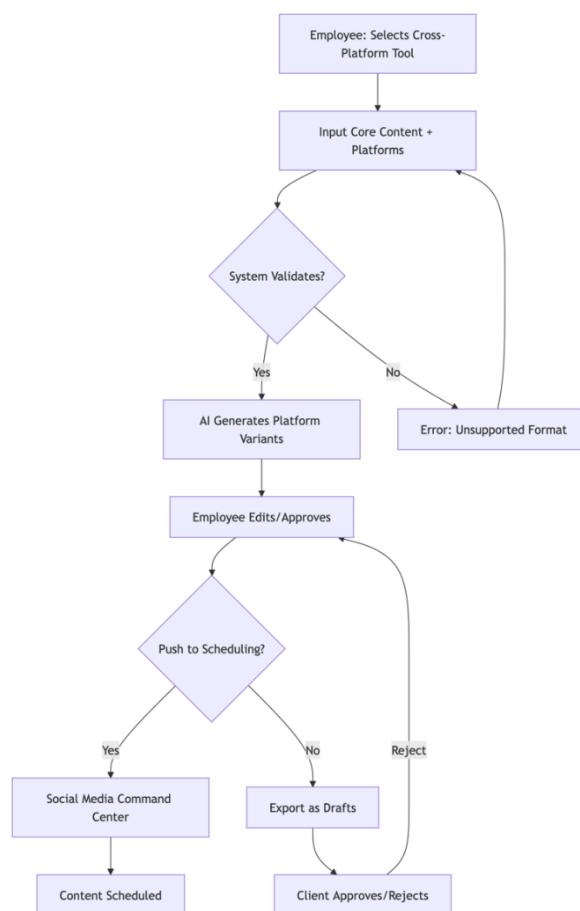 Employee: Selects Cross-
Platform Tool
Input Core Content +
Platforms
System Validates?
Yes
No
AI Generates Platform
Variants
Error: Unsupported Format
Employee Edits/Approves
Push to Scheduling?
Yes
No
Reject
Social Media Command
Center
Export as Drafts
Content Scheduled
Client Approves/Rejects